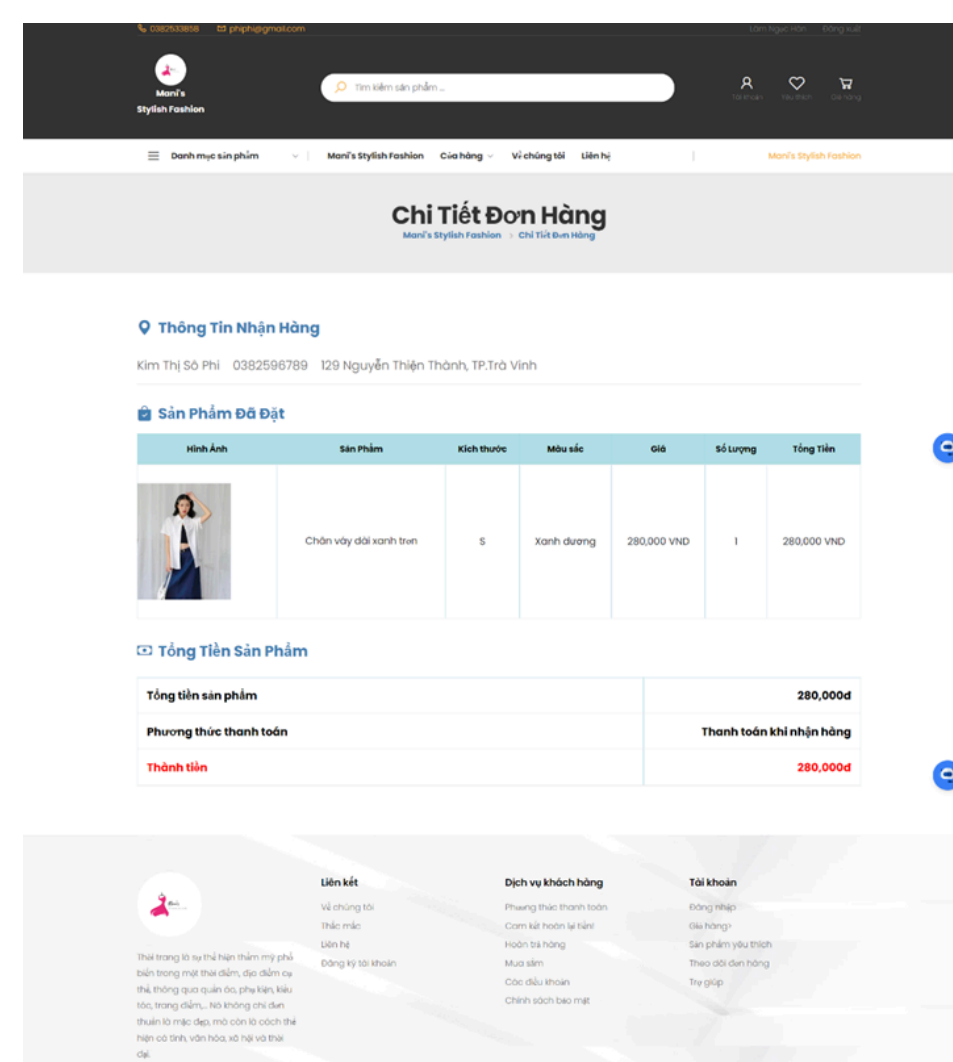 0382533856 phiphi@gmail.com Lâm Ngọc Hân Đăng xuất
Mani's
Stylish Fashion
Tìm kiếm sản phẩm ...
Tài khoản Yêu thích Giỏ hàng
Danh mục sản phẩm Mani's Stylish Fashion Cửa hàng Về chúng tôi Liên hệ Mani's Stylish Fashion
Chi Tiết Đơn Hàng
Mani's Stylish Fashion > Chi Tiết Đơn Hàng
Thông Tin Nhận Hàng
Kim Thị Sô Phi 0382596789 129 Nguyễn Thiện Thành, TP.Trà Vinh
Sản Phẩm Đã Đặt
Hình Ảnh Sản Phẩm Kích thước Màu sắc Giá Số Lượng Tổng Tiền
Chân váy dài xanh trơn S Xanh dương 280,000 VND 1 280,000 VND
Tổng Tiền Sản Phẩm
Tổng tiền sản phẩm 280,000đ
Phương thức thanh toán Thanh toán khi nhận hàng
Thành tiền 280,000đ
Liên kết Dịch vụ khách hàng Tài khoản
Về chúng tôi Phương thức thanh toán Đăng nhập
Thắc mắc Cam kết hoàn lại tiền! Giỏ hàng>
Liên hệ Hoàn trả hàng Sản phẩm yêu thích
Đăng ký tài khoản Mua sắm Theo dõi đơn hàng
Các điều khoản Trợ giúp
Chính sách bảo mật
Thời trang là sự thể hiện thẩm mỹ phổ
biến trong một thời điểm, địa điểm cụ
thể, thông qua quần áo, phụ kiện, kiểu
tóc, trang điểm,... Nó không chỉ đơn
thuần là mặc đẹp, mà còn là cách thể
hiện cá tính, văn hóa, xã hội và thời
đại.